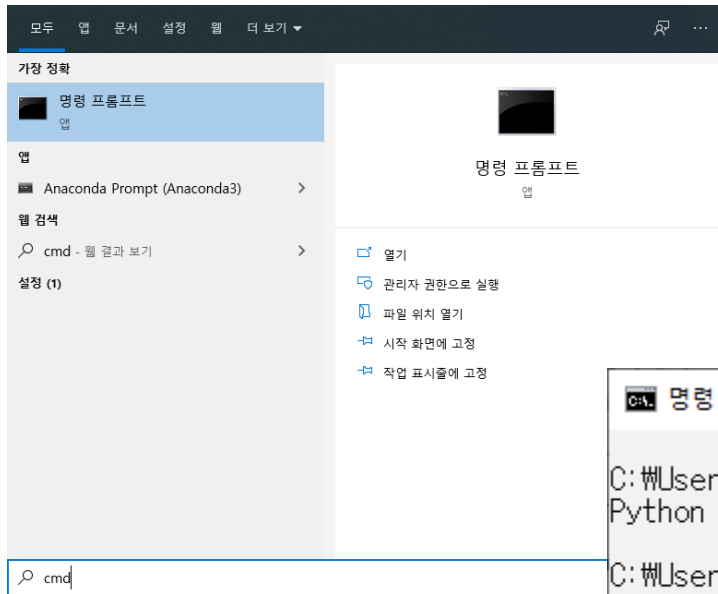 모두 앱 문서 설정 웹 더 보기
가장 정확
명령 프롬프트
앱
앱
Anaconda Prompt (Anaconda3)
웹 검색
cmd - 웹 결과 보기
설정 (1)
cmd
명령 프롬프트
앱
열기
관리자 권한으로 실행
파일 위치 열기
시작 화면에 고정
작업 표시줄에 고정
C:\. 명령
C:₩User
Python
C:₩User